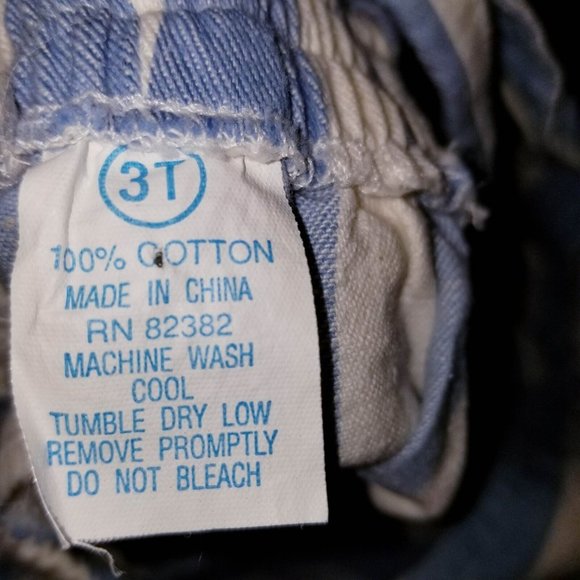 3T
100% COTTON
MADE IN CHINA
RN 82382
MACHINE WASH
COOL
TUMBLE DRY LOW
REMOVE PROMPTLY
DO NOT BLEACH